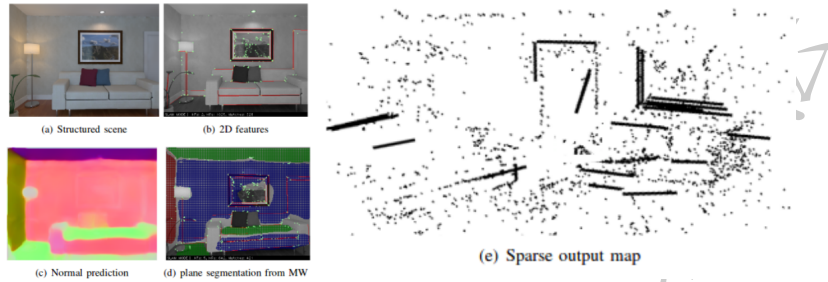 (a) Structured scene
(b) 2D features
(c) Normal prediction
(d) plane segmentation from MW
(e) Sparse output map